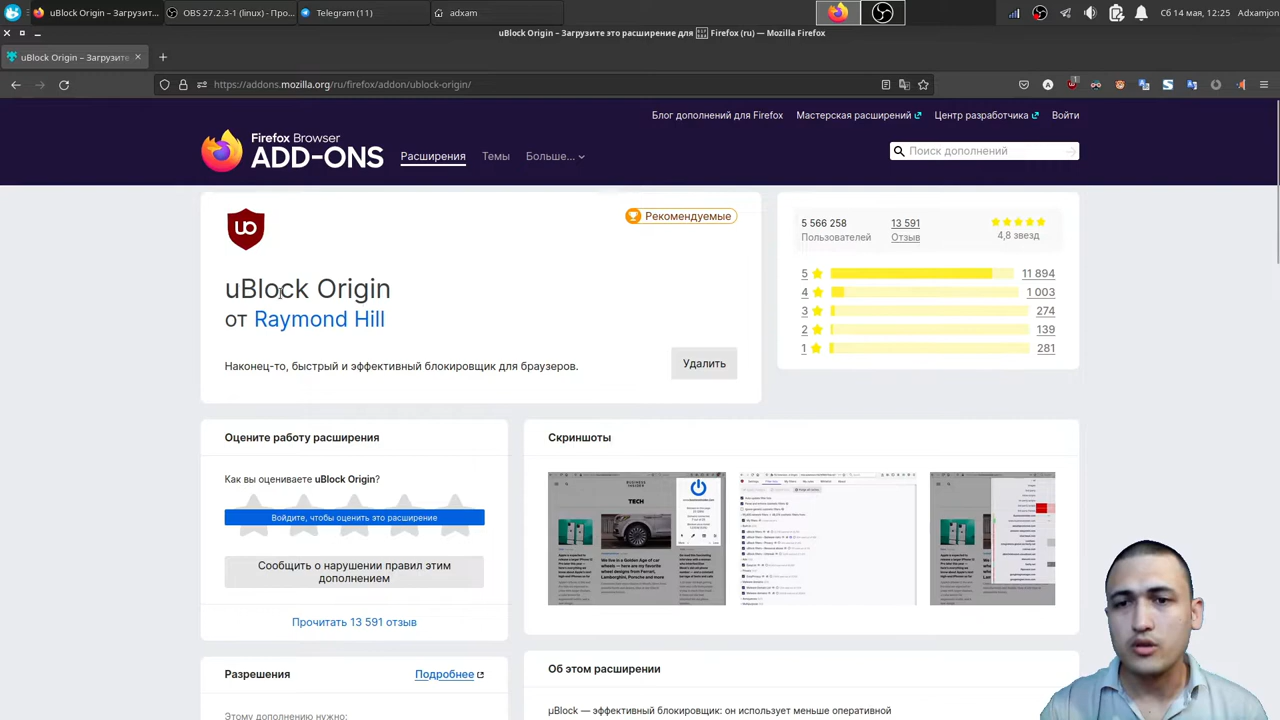 uBlock Origin – Загрузите...
OBS 27.2.3-1 (linux) - Про...
Telegram (11)
adxam
Сб 14 мая, 12:25
Adxamjon
uBlock Origin – Загрузите это расширение для Firefox (ru) — Mozilla Firefox
uBlock Origin – Загрузите
https://addons.mozilla.org/ru/firefox/addon/ublock-origin/
Блог дополнений для Firefox
Мастерская расширений
Центр разработчика
Войти
Firefox Browser
ADD-ONS
Расширения
Темы
Больше...
Поиск дополнений
uBlock Origin
от Raymond Hill
Рекомендуемые
Наконец-то, быстрый и эффективный блокировщик для браузеров.
Удалить
5 566 258
Пользователей
13 591
Отзыв
4,8 звезд
5 11 894
4 1 003
3 274
2 139
1 281
Оцените работу расширения
Как вы оцениваете uBlock Origin?
Войдите, чтобы оценить это расширение
Сообщить о нарушении правил этим
дополнением
Прочитать 13 591 отзыв
Скриншоты
TECH
Разрешения
Подробнее
Этому дополнению нужно:
Об этом расширении
µBlock — эффективный блокировщик: он использует меньше оперативной